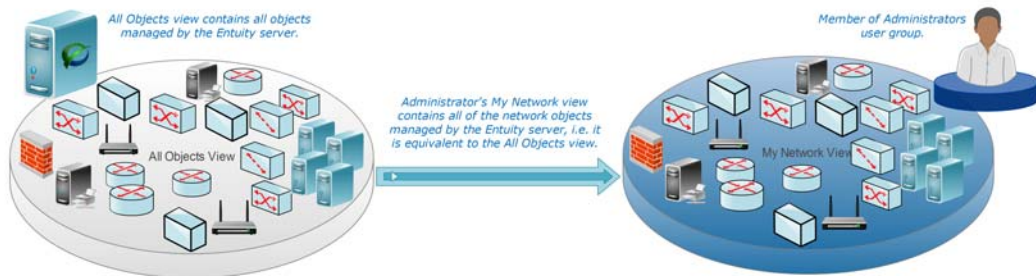 All Objects view contains all objects
managed by the Entuity server.
Member of Administrators
user group.
Administrator's My Network view
contains all of the network objects
managed by the Entuity server, i.e. it
is equivalent to the All Objects view.
All Objects View
My Network View